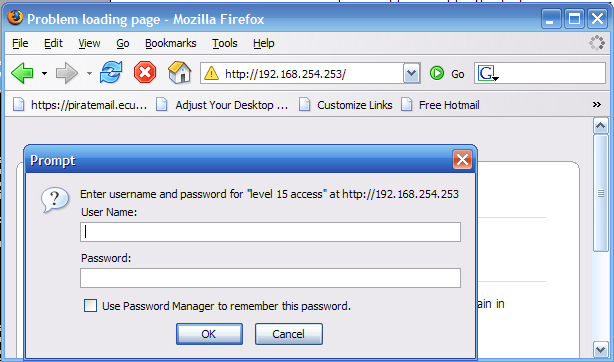 Problem loading page - Mozilla Firefox
File Edit View Go Bookmarks Tools Help
http://192.168.254.253/ Go G
https://piratemail.ecu... Adjust Your Desktop ... Customize Links Free Hotmail »
Prompt
Enter username and password for "level 15 access" at http://192.168.254.253
User Name:
Password:
Use Password Manager to remember this password.
ain in
OK Cancel